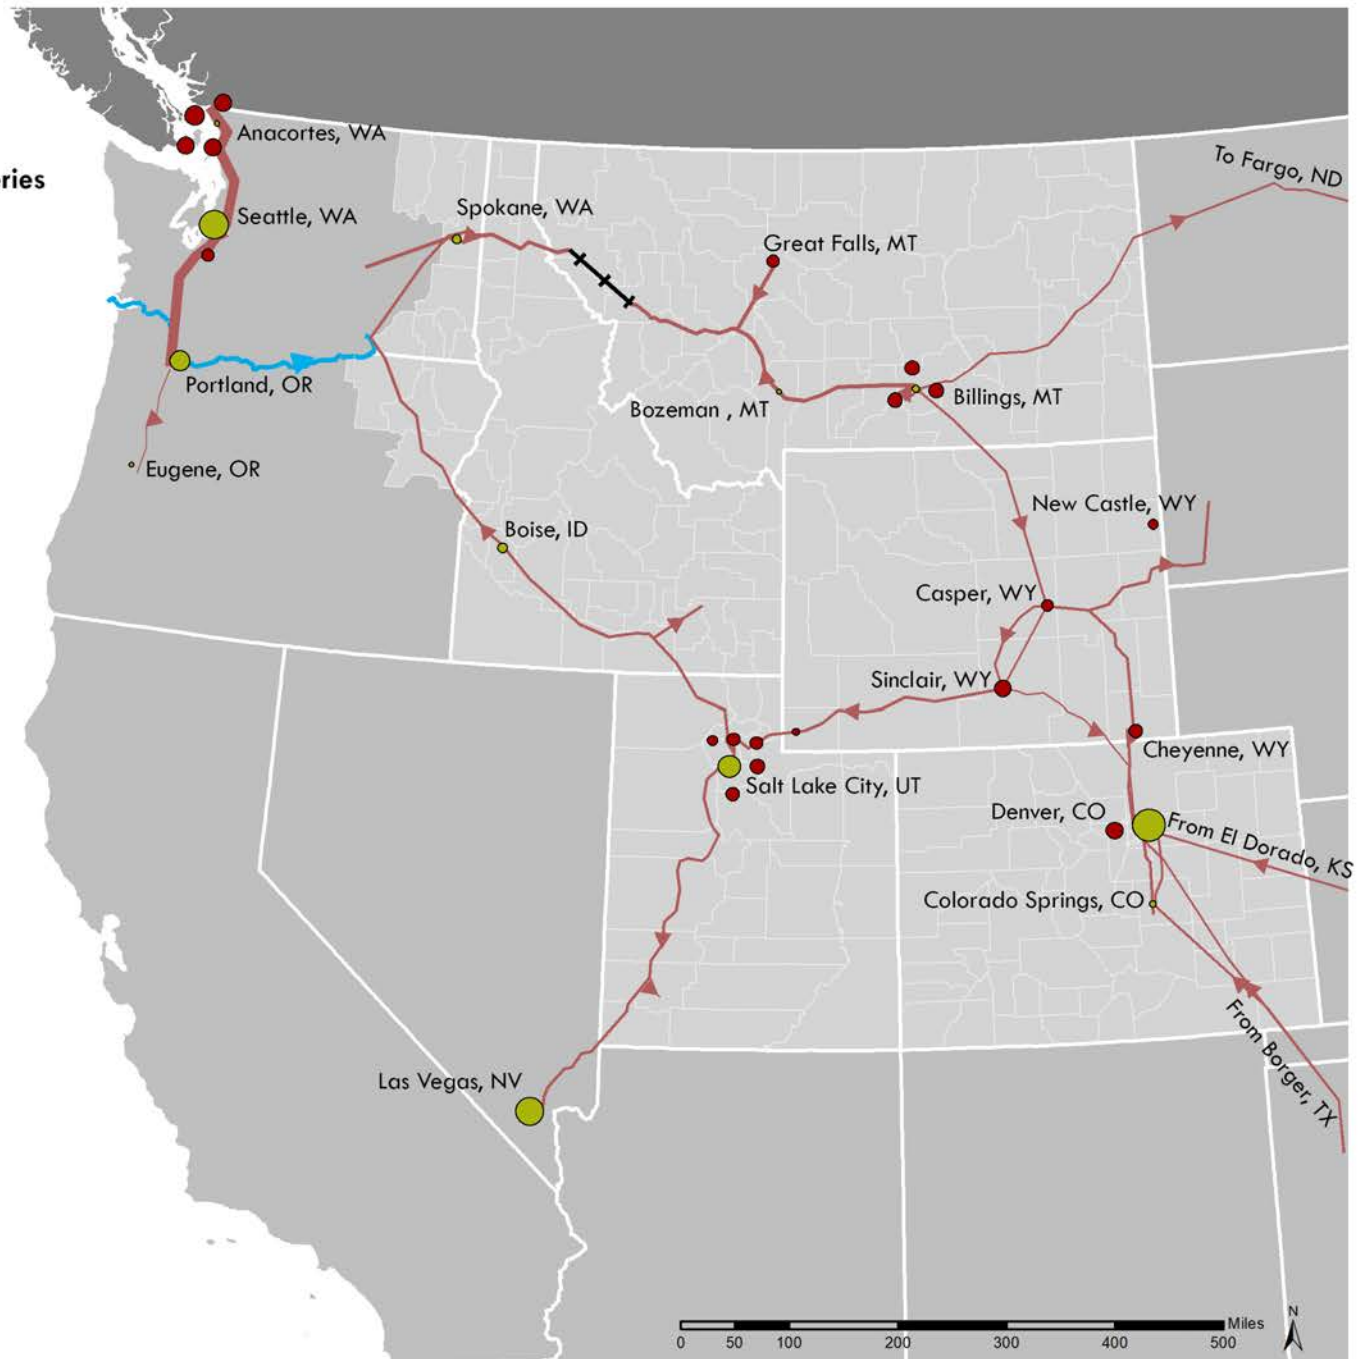 Anacortes, WA
To Fargo, ND
ries
Seattle, WA
Spokane, WA
Great Falls, MT
Portland, OR
Bozeman , MT
Billings, MT
Eugene, OR
New Castle, WY
Boise, ID
Casper, WY
Sinclair, WY
Cheyenne, WY
Salt Lake City, UT
Denver, CO
From El Dorado, KS
Colorado Springs, CO
From Borger, TX
Las Vegas, NV
N
Miles
0 50 100 200 300 400 500